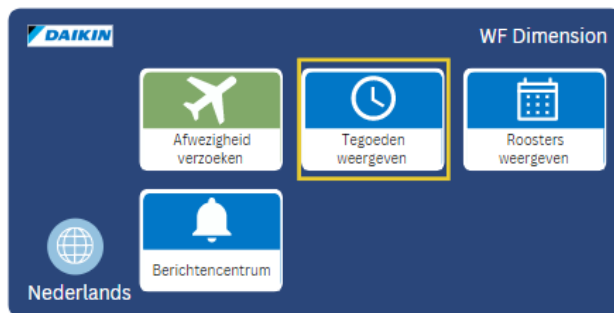 DAIKIN
WF Dimension
Afwezigheid
verzoeken
Tegoeden
weergeven
Roosters
weergeven
Berichtencentrum
Nederlands